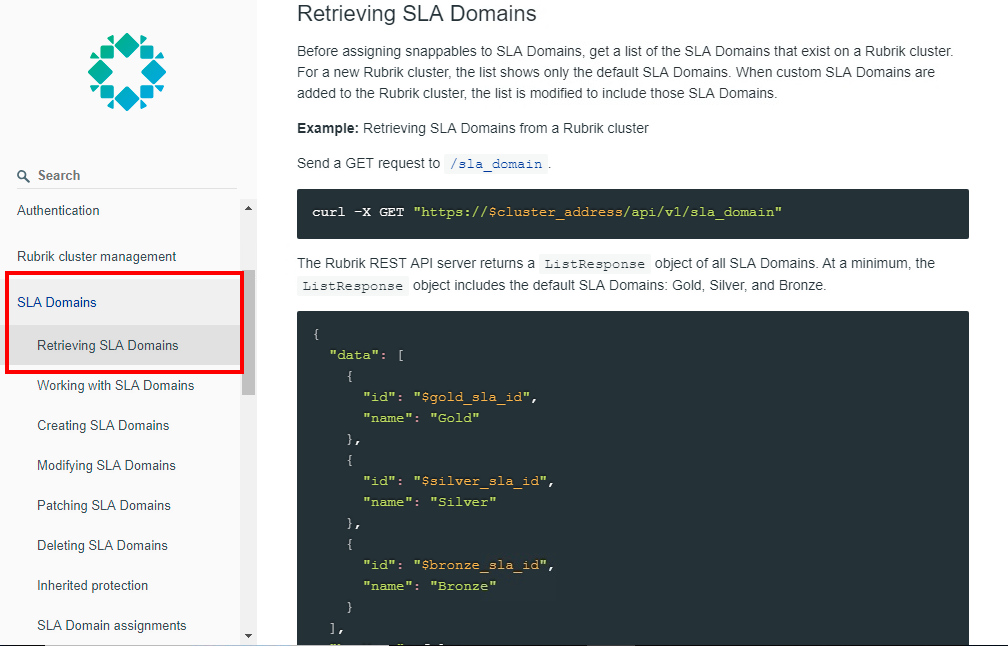 Search
Authentication
Rubrik cluster management
SLA Domains
Retrieving SLA Domains
Working with SLA Domains
Creating SLA Domains
Modifying SLA Domains
Patching SLA Domains
Deleting SLA Domains
Inherited protection
SLA Domain assignments
Retrieving SLA Domains
Before assigning snappables to SLA Domains, get a list of the SLA Domains that exist on a Rubrik cluster.
For a new Rubrik cluster, the list shows only the default SLA Domains. When custom SLA Domains are
added to the Rubrik cluster, the list is modified to include those SLA Domains.
Example: Retrieving SLA Domains from a Rubrik cluster
Send a GET request to /sla_domain .
curl -X GET "https://$cluster_address/api/v1/sla_domain"
The Rubrik REST API server returns a ListResponse object of all SLA Domains. At a minimum, the
ListResponse object includes the default SLA Domains: Gold, Silver, and Bronze.
{
"data": [
{
"id": "$gold_sla_id",
"name": "Gold"
},
{
"id": "$silver_sla_id",
"name": "Silver"
},
{
"id": "$bronze_sla_id",
"name": "Bronze"
}
],